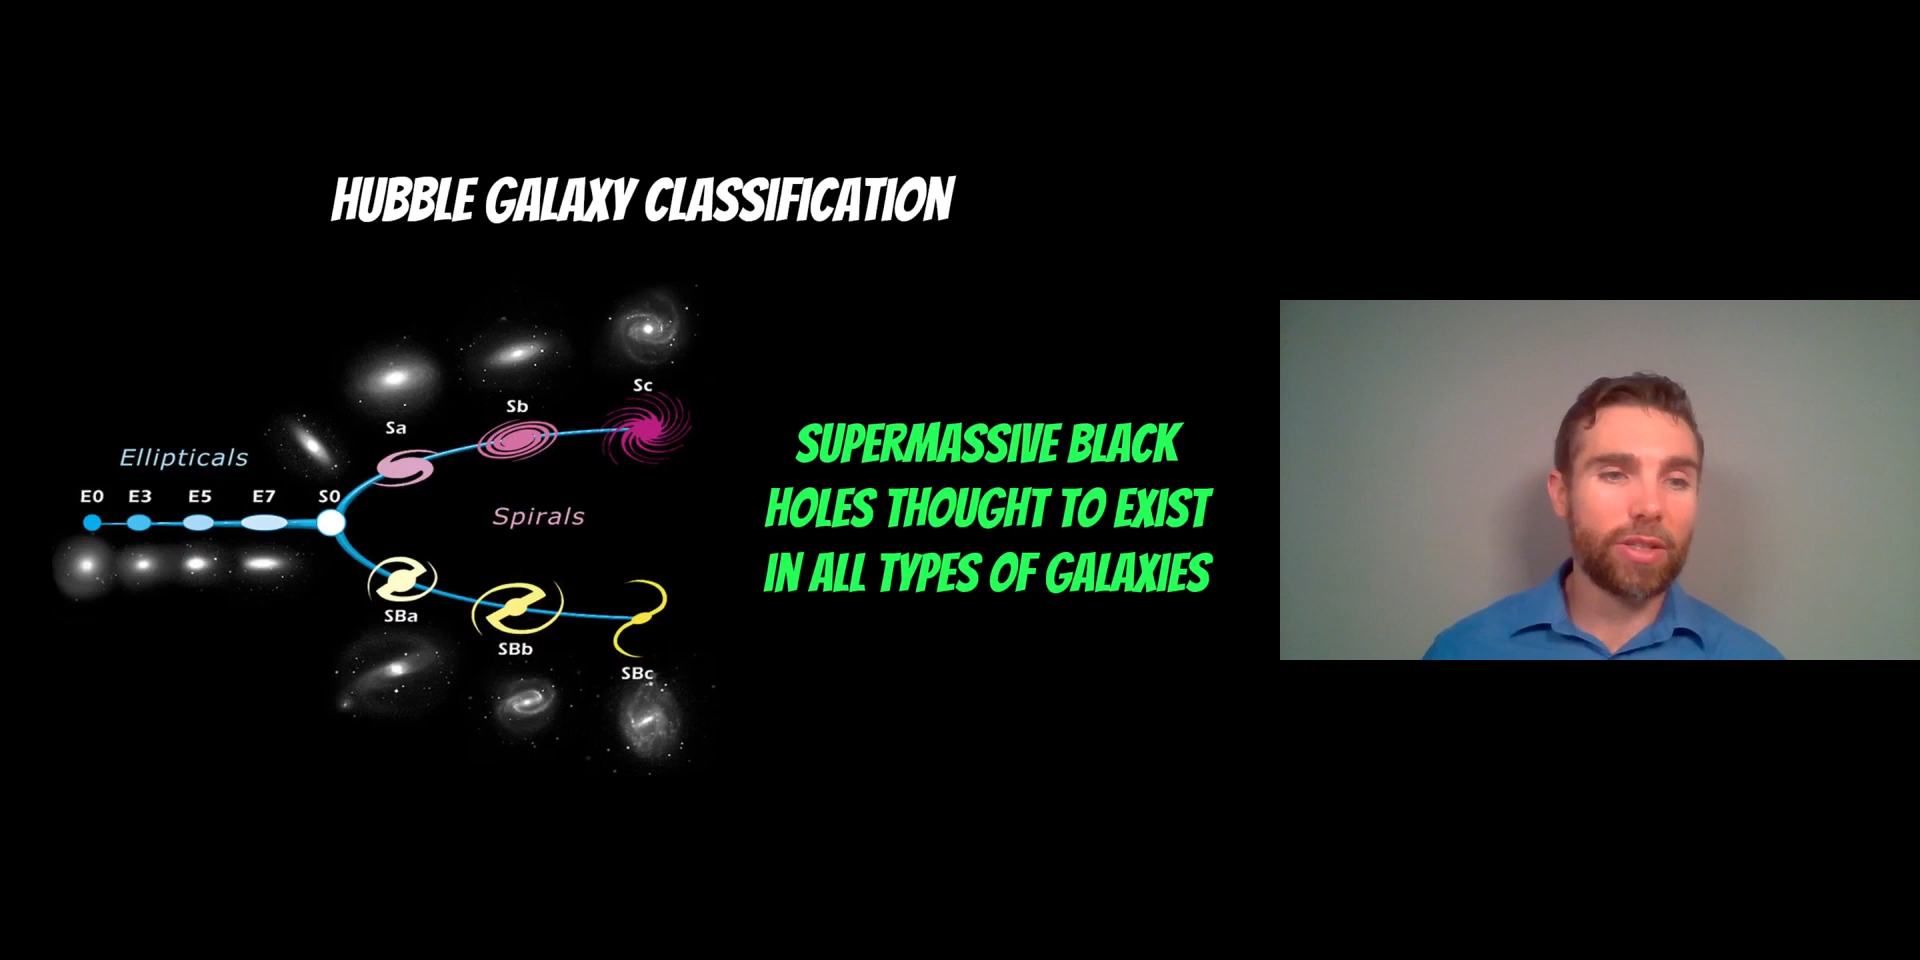 HUBBLE GALAXY CLASSIFICATION
Sc
Sb
Sa
Ellipticals
E0 E3 E5 E7 S0
Spirals
SBa
SBb
SBc
SUPERMASSIVE BLACK
HOLES THOUGHT TO EXIST
IN ALL TYPES OF GALAXIES